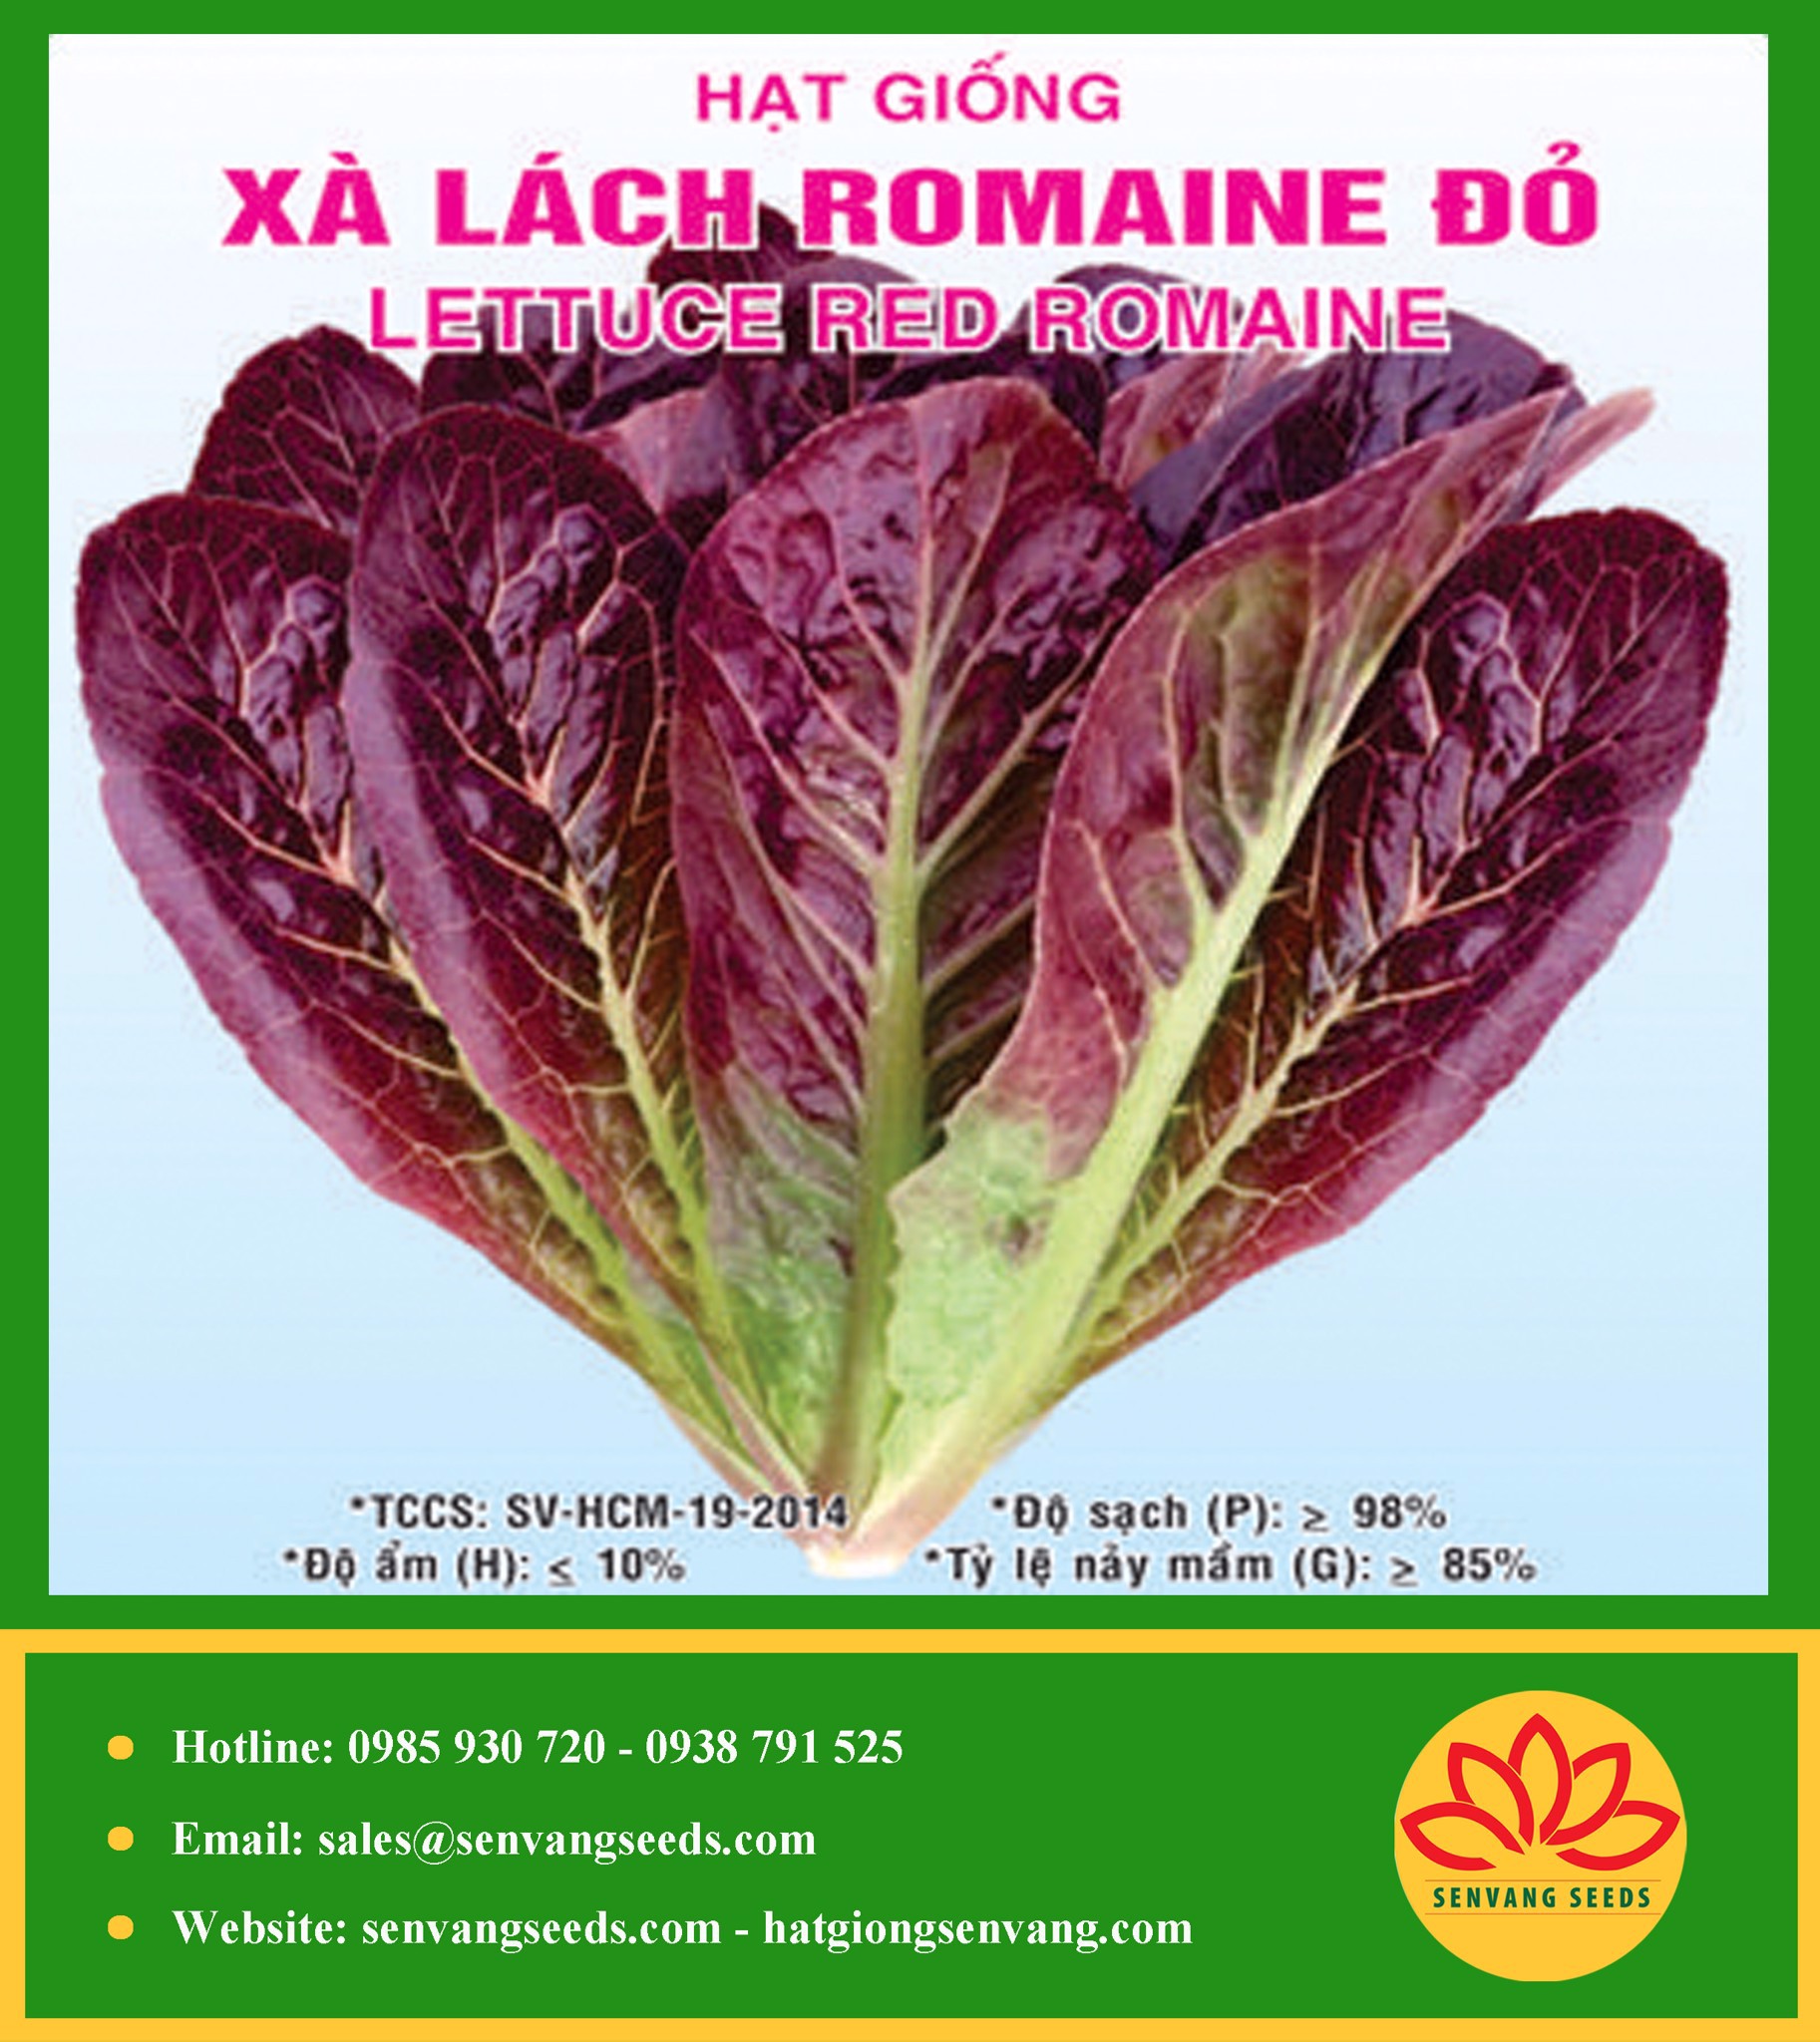 HẠT GIỐNG
XÀ LÁCH ROMAINE ĐỎ
LETTUCE RED ROMAINE
*TCCS: SV-HCM-19-2014 *Độ sạch (P): ≥ 98%
*Độ ẩm (H): ≤ 10% *Tỷ lệ nảy mầm (G): ≥ 85%
Hotline: 0985 930 720 - 0938 791 525
Email: sales@senvangseeds.com
Website: senvangseeds.com - hatgiongsenvang.com
SENVANG SEEDS